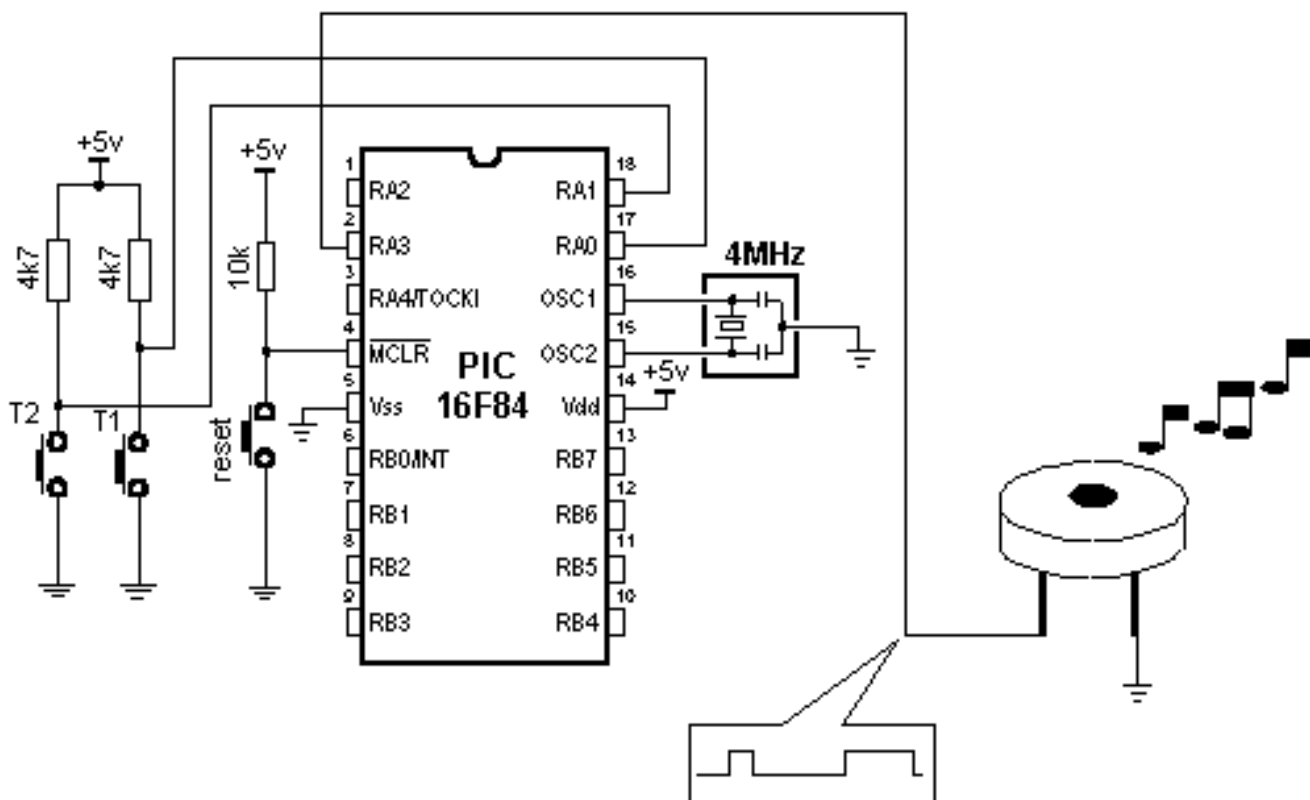 +5v
+5v
4k7
4k7
10k
T2
T1
reset
1
RA2
2
RA3
3
RA4/TOCKI
4
MCLR
5
Vss
6
RB0/INT
7
RB1
8
RB2
9
RB3
PIC
16F84
18
RA1
17
RA0
16
OSC1
15
OSC2
14
Vdd
13
RB7
12
RB6
11
RB5
10
RB4
4MHz
+5v